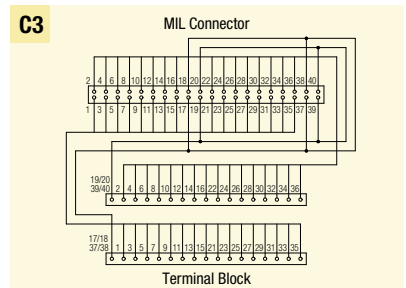 C3
MIL Connector
2 4 6 8 10 12 14 16 18 20 22 24 26 28 30 32 34 36 38 40
1 3 5 7 9 11 13 15 17 19 21 23 25 27 29 31 33 35 37 39
19/20
39/40 2 4 6 8 10 12 14 16 22 24 26 28 30 32 34 36
17/18
37/38 1 3 5 7 9 11 13 15 21 23 25 27 29 31 33 35
Terminal Block